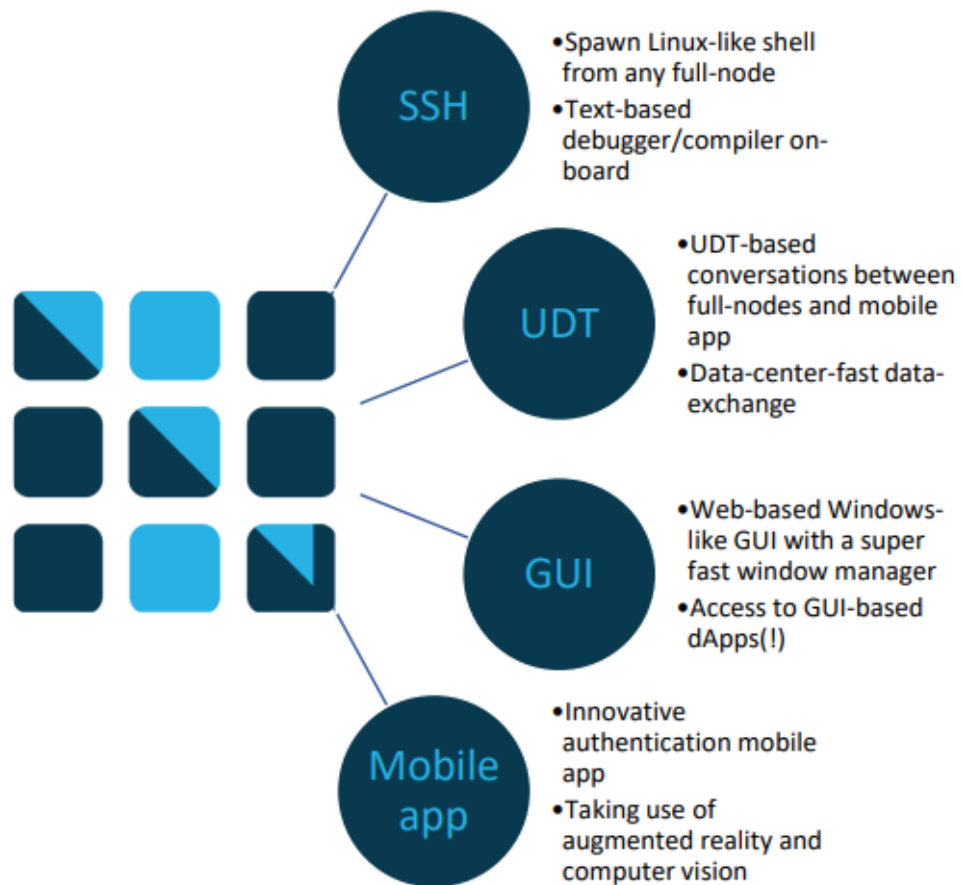 SSH
•Spawn Linux-like shell
from any full-node
•Text-based
debugger/compiler on-
board
UDT
•UDT-based
conversations between
full-nodes and mobile
app
•Data-center-fast data-
exchange
GUI
•Web-based Windows-
like GUI with a super
fast window manager
•Access to GUI-based
dApps(!)
Mobile
app
•Innovative
authentication mobile
app
•Taking use of
augmented reality and
computer vision